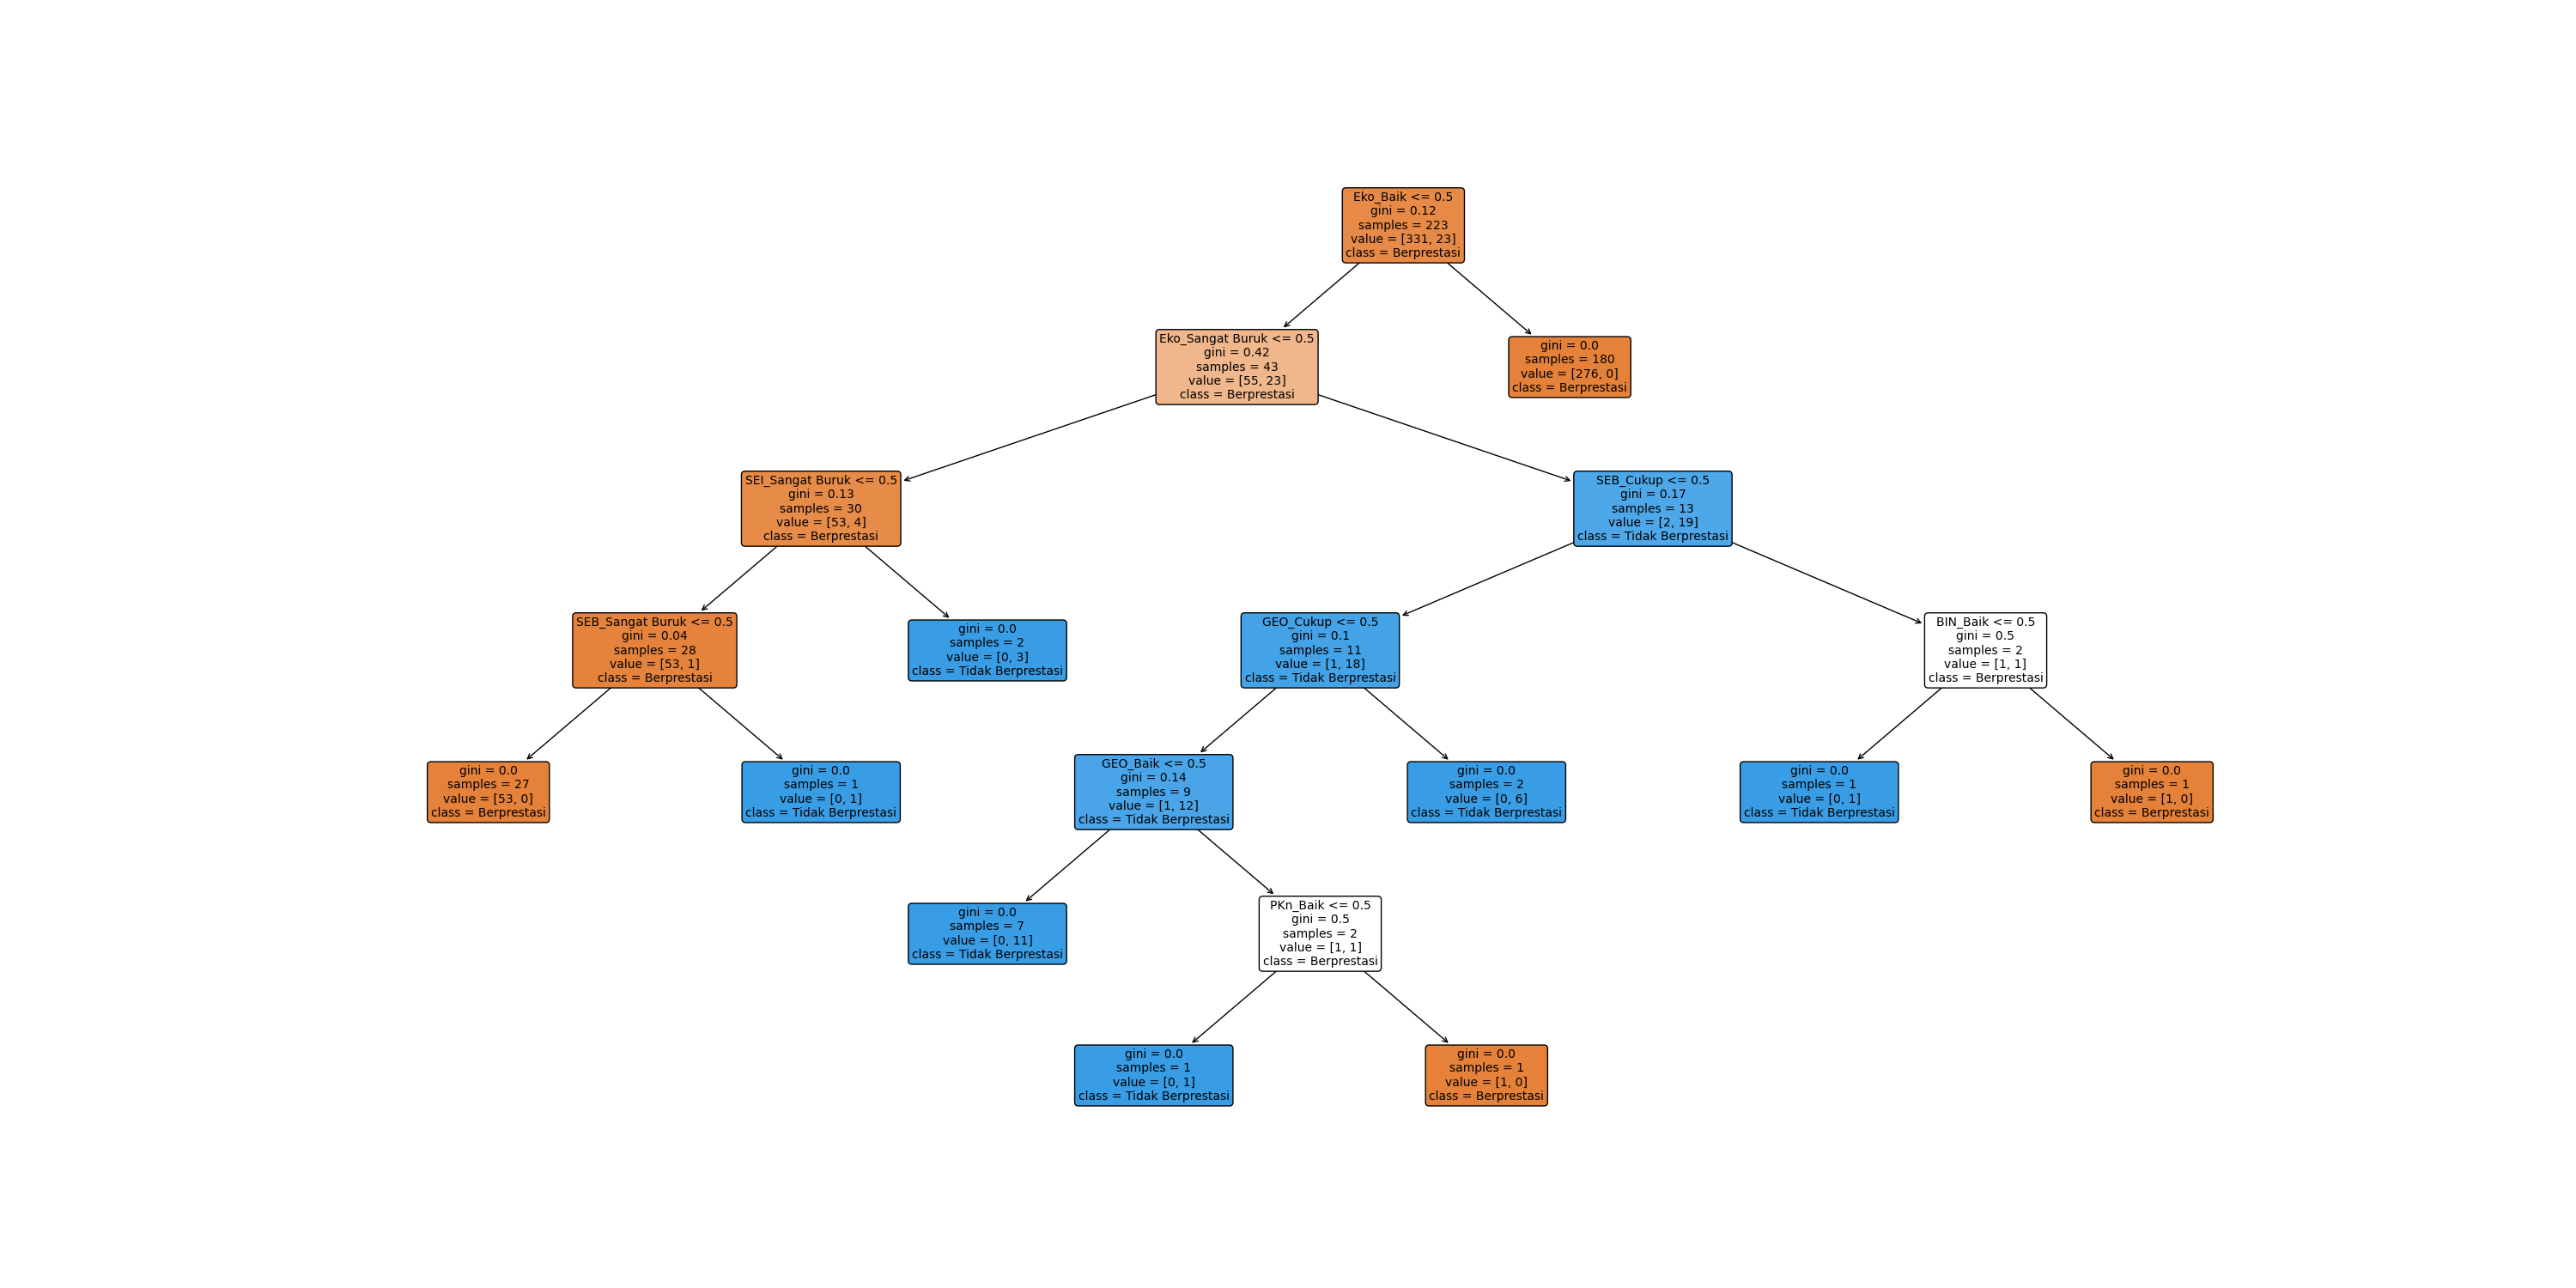 Eko_Baik <= 0.5
gini = 0.12
samples = 223
value = [331, 23]
class = Berprestasi
Eko_Sangat Buruk <= 0.5
gini = 0.42
samples = 43
value = [55, 23]
class = Berprestasi
gini = 0.0
samples = 180
value = [276, 0]
class = Berprestasi
SEI_Sangat Buruk <= 0.5
gini = 0.13
samples = 30
value = [53, 4]
class = Berprestasi
SEB_Cukup <= 0.5
gini = 0.17
samples = 13
value = [2, 19]
class = Tidak Berprestasi
SEB_Sangat Buruk <= 0.5
gini = 0.04
samples = 28
value = [53, 1]
class = Berprestasi
gini = 0.0
samples = 2
value = [0, 3]
class = Tidak Berprestasi
GEO_Cukup <= 0.5
gini = 0.1
samples = 11
value = [1, 18]
class = Tidak Berprestasi
BIN_Baik <= 0.5
gini = 0.5
samples = 2
value = [1, 1]
class = Berprestasi
gini = 0.0
samples = 27
value = [53, 0]
class = Berprestasi
gini = 0.0
samples = 1
value = [0, 1]
class = Tidak Berprestasi
GEO_Baik <= 0.5
gini = 0.14
samples = 9
value = [1, 12]
class = Tidak Berprestasi
gini = 0.0
samples = 2
value = [0, 6]
class = Tidak Berprestasi
gini = 0.0
samples = 1
value = [0, 1]
class = Tidak Berprestasi
gini = 0.0
samples = 1
value = [1, 0]
class = Berprestasi
gini = 0.0
samples = 7
value = [0, 11]
class = Tidak Berprestasi
PKn_Baik <= 0.5
gini = 0.5
samples = 2
value = [1, 1]
class = Berprestasi
gini = 0.0
samples = 1
value = [0, 1]
class = Tidak Berprestasi
gini = 0.0
samples = 1
value = [1, 0]
class = Berprestasi